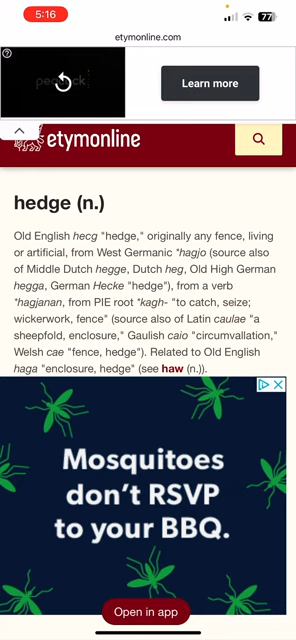 5:16
77
etymonline.com
Learn more
etymonline
hedge (n.)
Old English hecg "hedge," originally any fence, living
or artificial, from West Germanic *hagjo (source also
of Middle Dutch hegge, Dutch heg, Old High German
hegga, German Hecke "hedge"), from a verb
*hagjanan, from PIE root *kagh- "to catch, seize;
wickerwork, fence" (source also of Latin caulae "a
sheepfold, enclosure," Gaulish caio "circumvallation,"
Welsh cae "fence, hedge"). Related to Old English
haga "enclosure, hedge" (see haw (n.)).
Mosquitoes
don't RSVP
to your BBQ.
Open in app